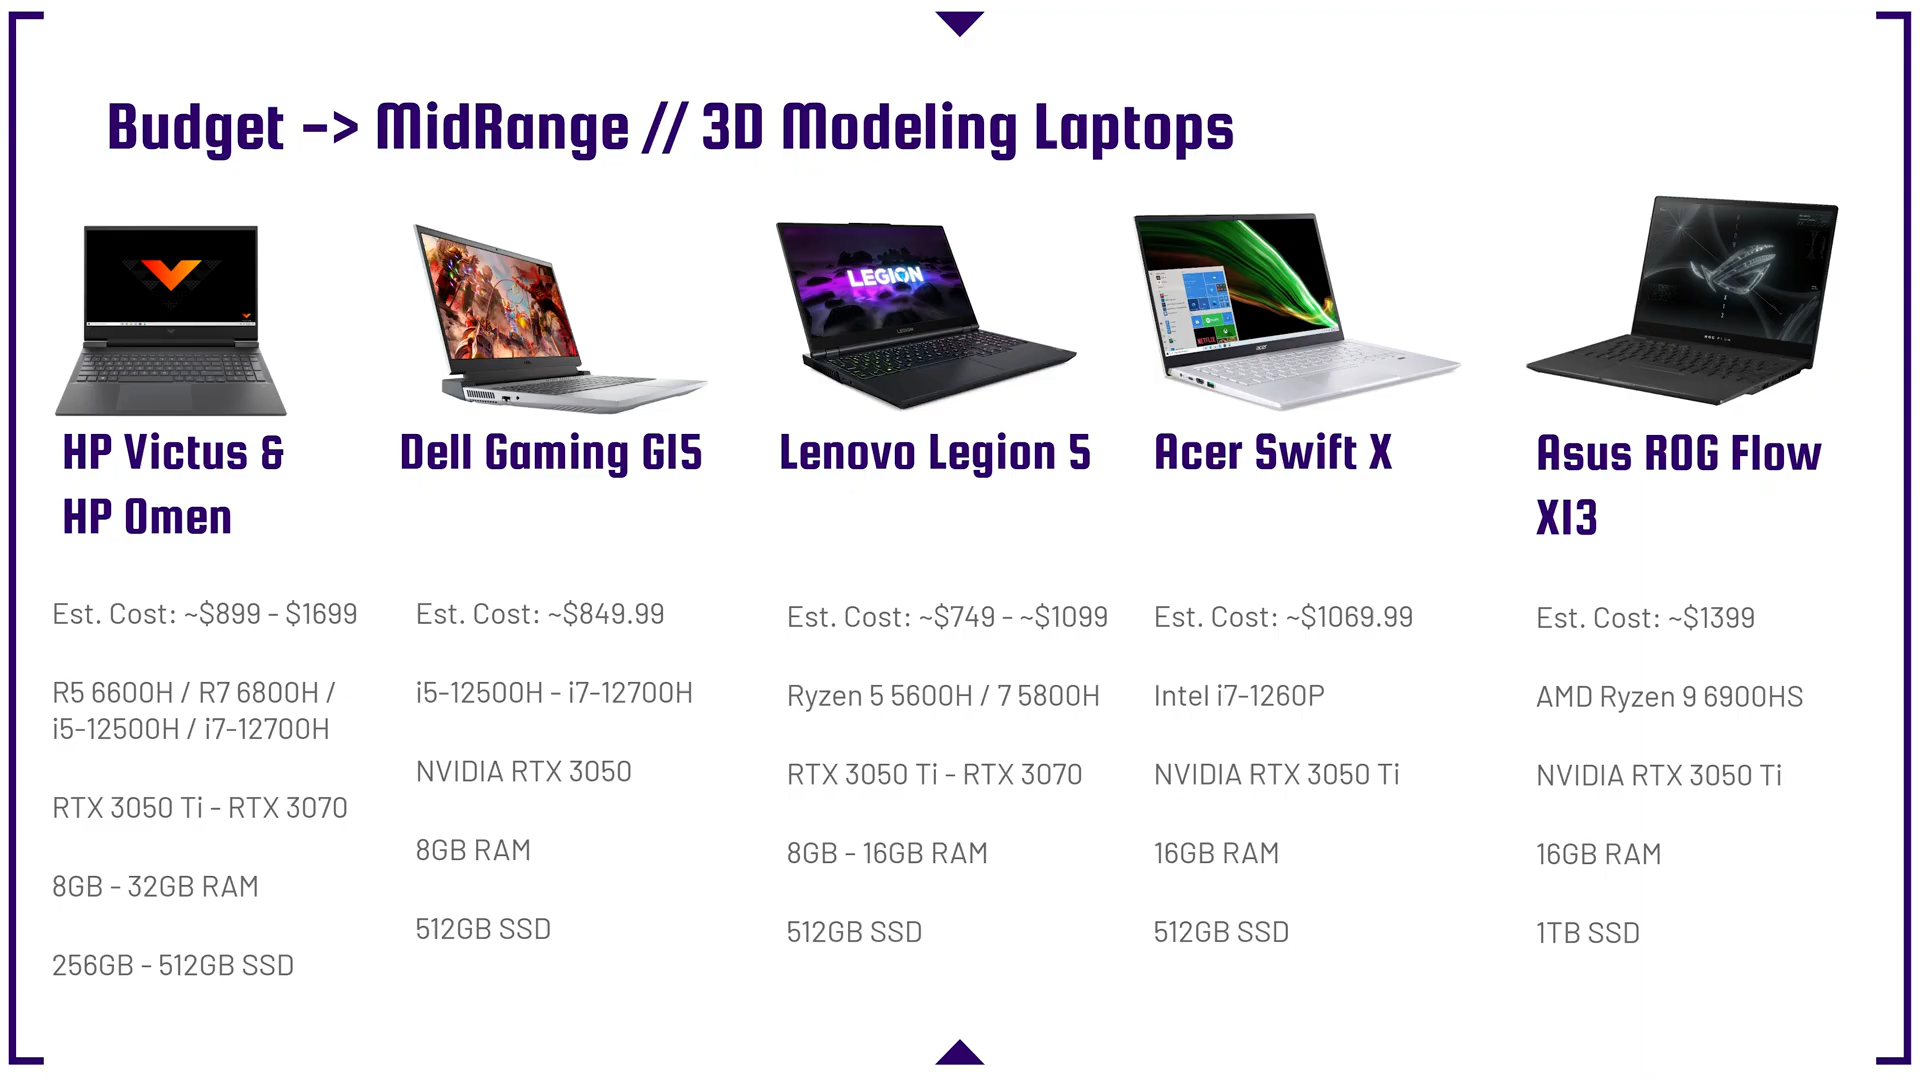 Budget -> MidRange // 3D Modeling Laptops
LEGION
LEGION
acer
HP Victus &
HP Omen
Dell Gaming G15
Lenovo Legion 5
Acer Swift X
Asus ROG Flow
X13
Est. Cost: ~$899 - $1699
R5 6600H / R7 6800H /
i5-12500H / i7-12700H
RTX 3050 Ti - RTX 3070
8GB - 32GB RAM
256GB - 512GB SSD
Est. Cost: ~$849.99
i5-12500H - i7-12700H
NVIDIA RTX 3050
8GB RAM
512GB SSD
Est. Cost: ~$749 - ~$1099
Ryzen 5 5600H / 7 5800H
RTX 3050 Ti - RTX 3070
8GB - 16GB RAM
512GB SSD
Est. Cost: ~$1069.99
Intel i7-1260P
NVIDIA RTX 3050 Ti
16GB RAM
512GB SSD
Est. Cost: ~$1399
AMD Ryzen 9 6900HS
NVIDIA RTX 3050 Ti
16GB RAM
1TB SSD